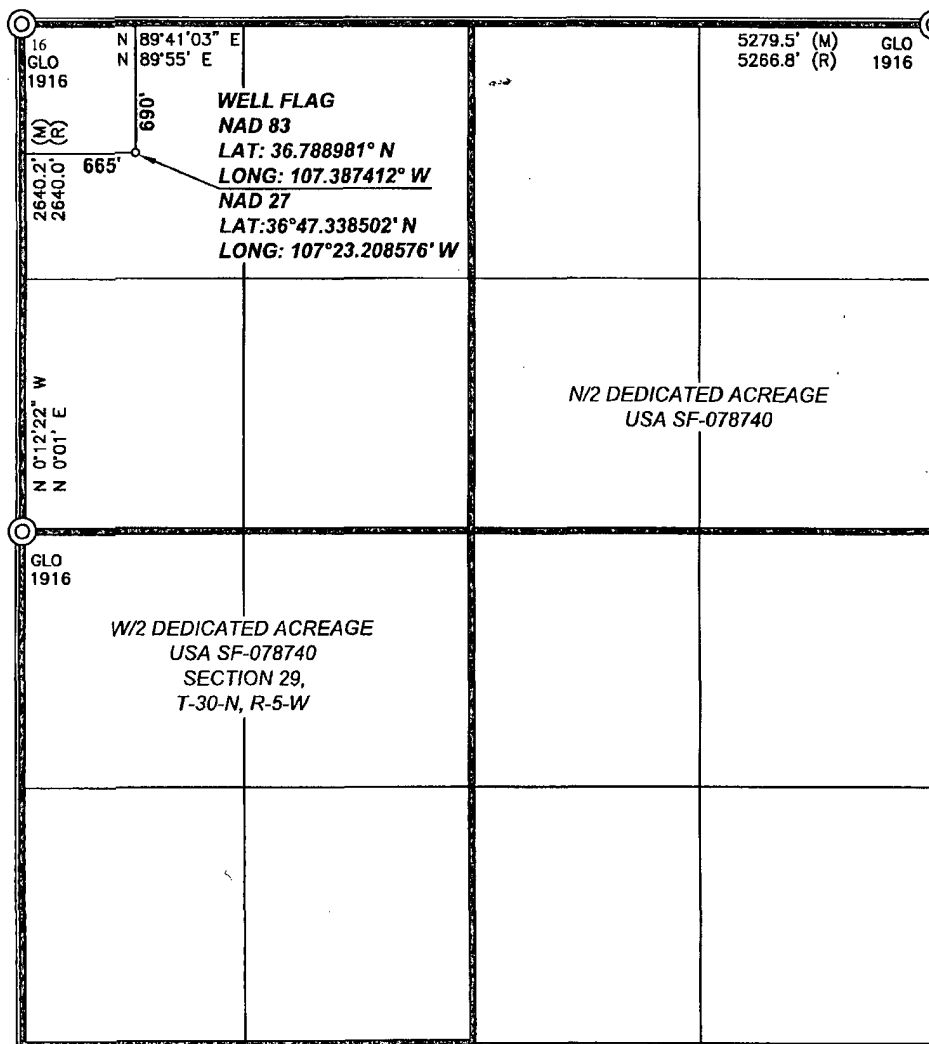 16
GLO
1916
N 89°41'03" E
N 89°55' E
5279.5' (M)
5266.8' (R)
GLO
1916
690'
665'
2640.2' (M)
2640.0' (R)
WELL FLAG
NAD 83
LAT: 36.788981° N
LONG: 107.387412° W
NAD 27
LAT:36°47.338502' N
LONG: 107°23.208576' W
N 0°12'22" W
N 0°01' E
N/2 DEDICATED ACREAGE
USA SF-078740
GLO
1916
W/2 DEDICATED ACREAGE
USA SF-078740
SECTION 29,
T-30-N, R-5-W